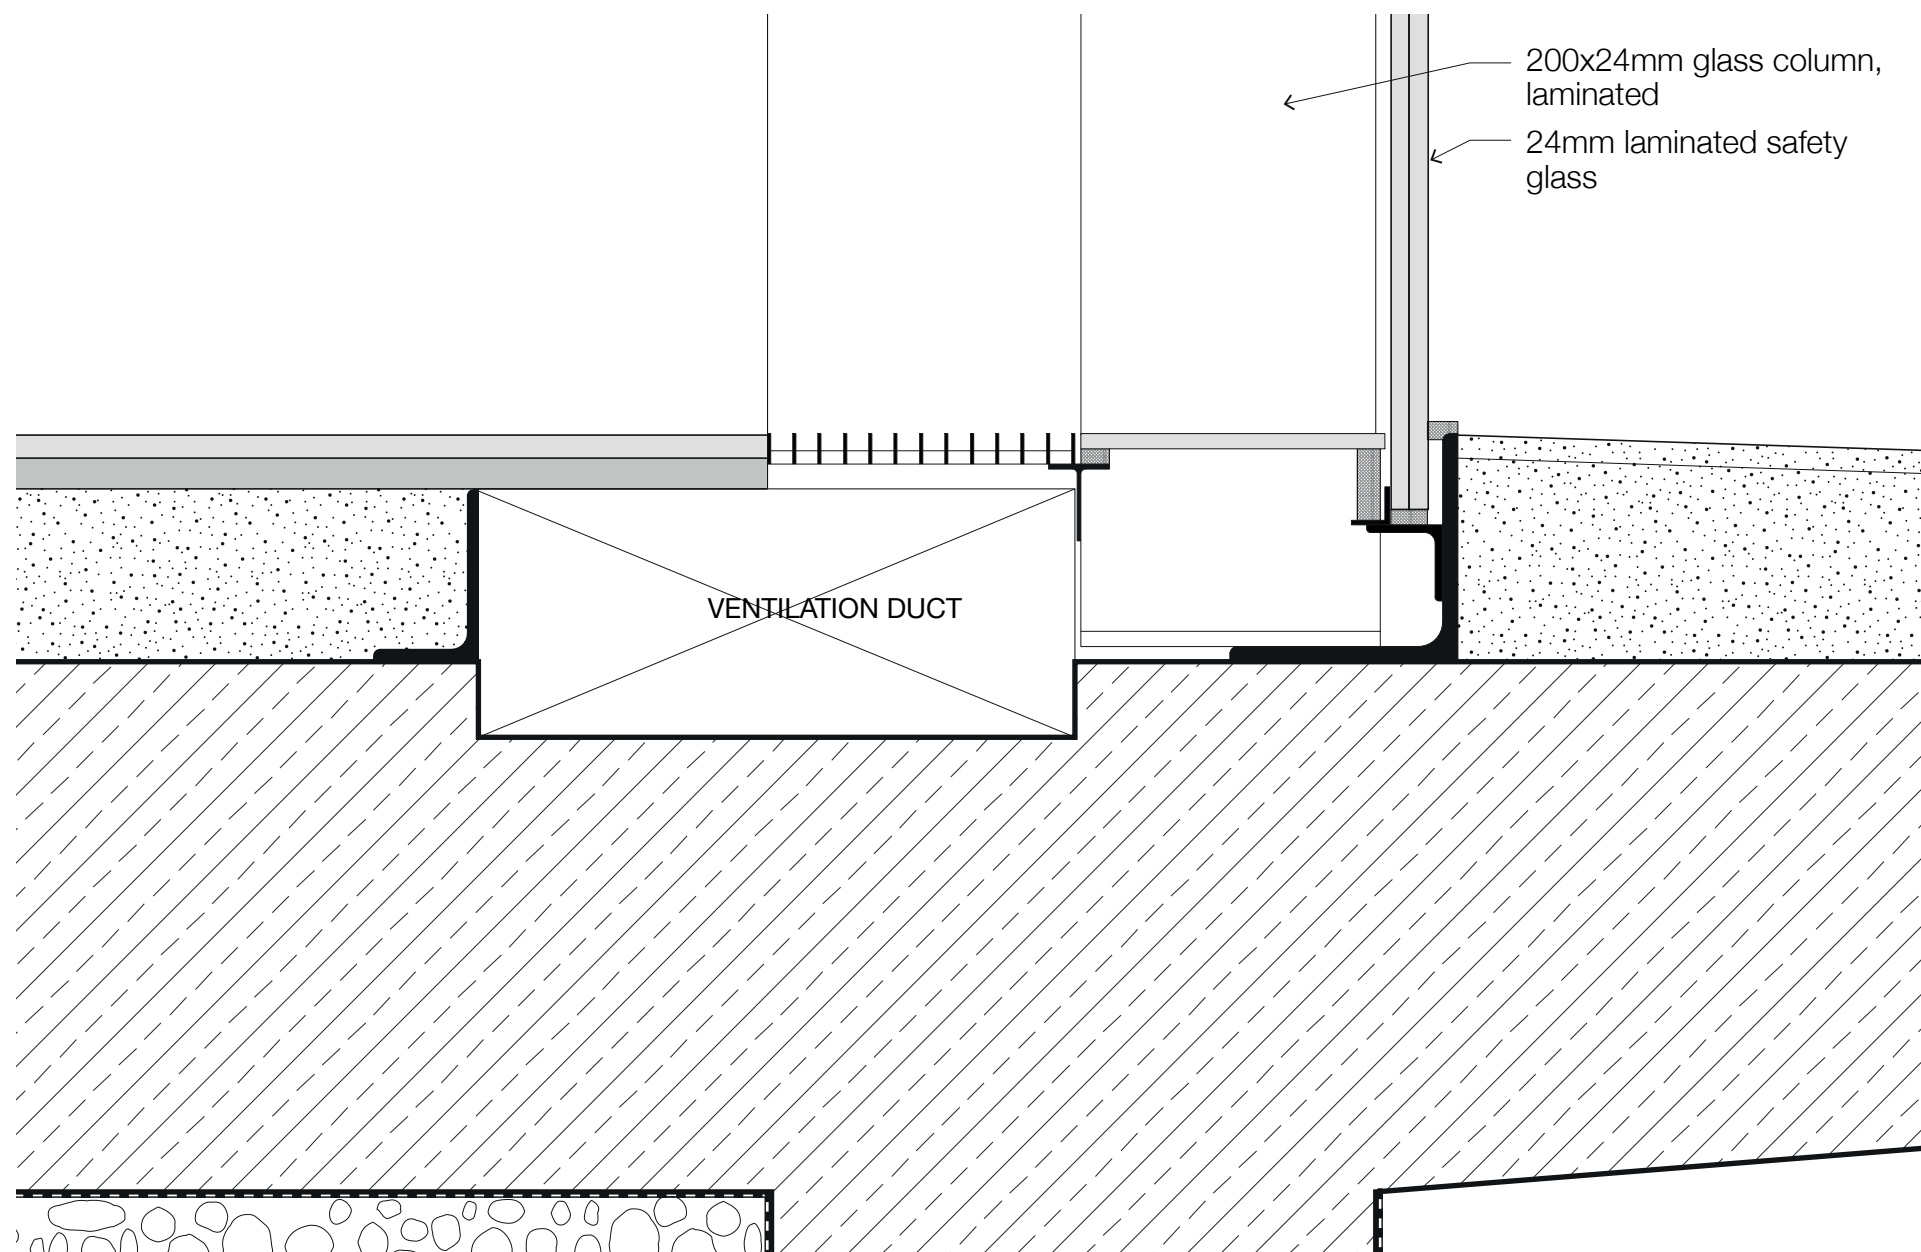 200x24mm glass column,
laminated
24mm laminated safety
glass
VENTILATION DUCT